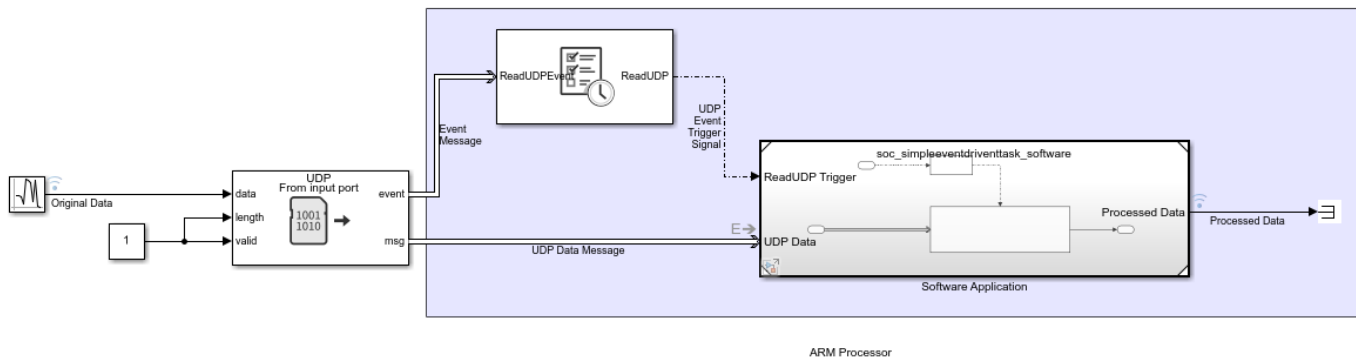 ReadUDPEvent
ReadUDP
Event
Message
UDP
Event
Trigger
Signal
soc_simpleeventdriventtask_software
ReadUDP Trigger
UDP
From input port
data
event
Original Data
length
1001
1010
1
valid
msg
UDP Data Message
E
UDP Data
Processed Data
Processed Data
Software Application
ARM Processor